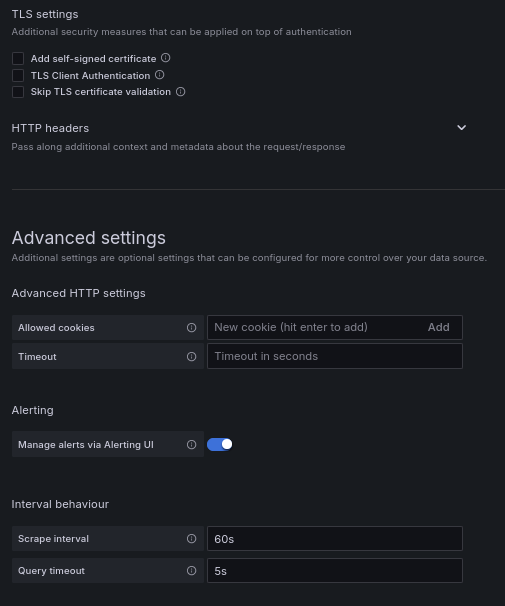 TLS settings
Additional security measures that can be applied on top of authentication
Add self-signed certificate
TLS Client Authentication
Skip TLS certificate validation
HTTP headers
Pass along additional context and metadata about the request/response
Advanced settings
Additional settings are optional settings that can be configured for more control over your data source.
Advanced HTTP settings
Allowed cookies New cookie (hit enter to add) Add
Timeout Timeout in seconds
Alerting
Manage alerts via Alerting UI
Interval behaviour
Scrape interval 60s
Query timeout 5s